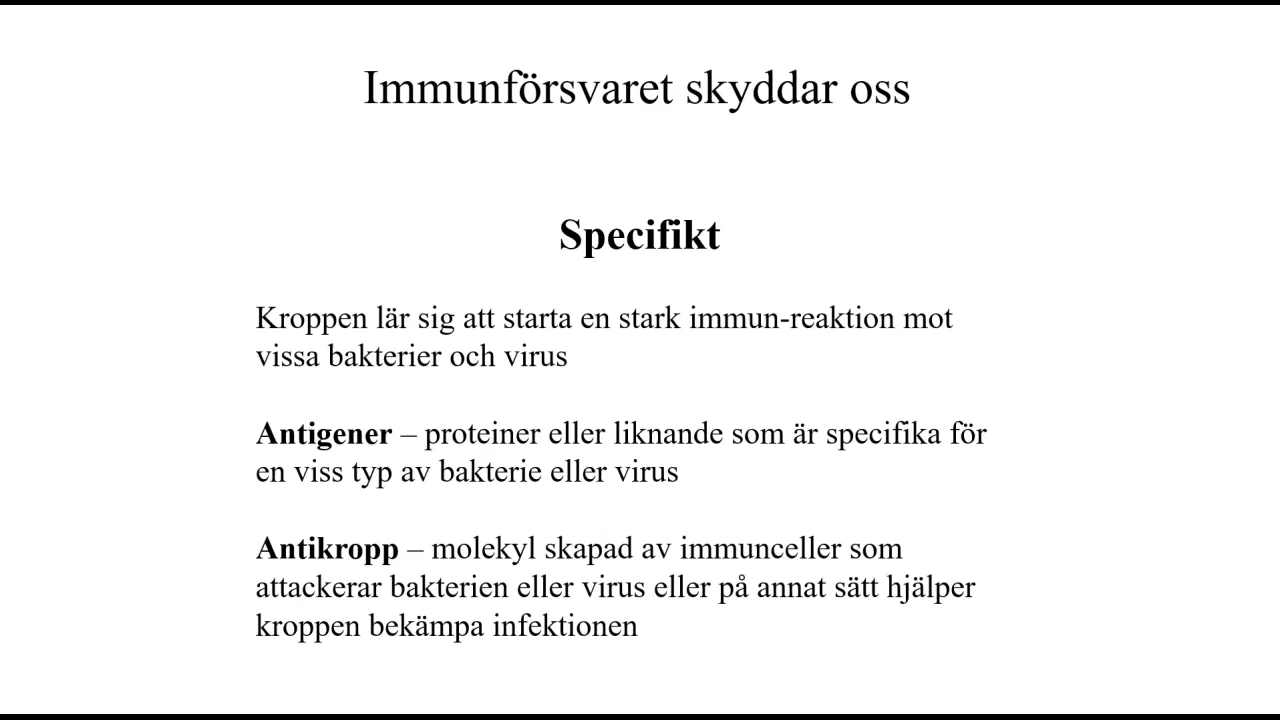 Immunförsvaret skyddar oss
Specifikt
Kroppen lär sig att starta en stark immun-reaktion mot
vissa bakterier och virus
Antigener – proteiner eller liknande som är specifika för
en viss typ av bakterie eller virus
Antikropp – molekyl skapad av immunceller som
attackerar bakterien eller virus eller på annat sätt hjälper
kroppen bekämpa infektionen